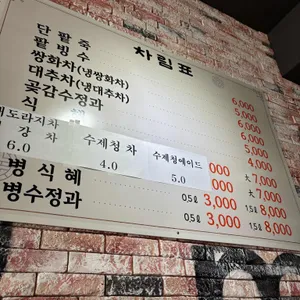 차림표
단팥죽 6,000
팥빙수 6,000
쌍화차(냉쌍화차) 5,000
대추차(냉대추차) 6,000
곶감수정과 5,000
식 4,000
배도라지차
생강차
6.0
수제청차
4.0
수제청에이드
5.0
000 大 7,000
000 大 7,000
병식혜 0.5ℓ 3,000 1.5ℓ 8,000
병수정과 0.5ℓ 3,000 1.5ℓ 8,000